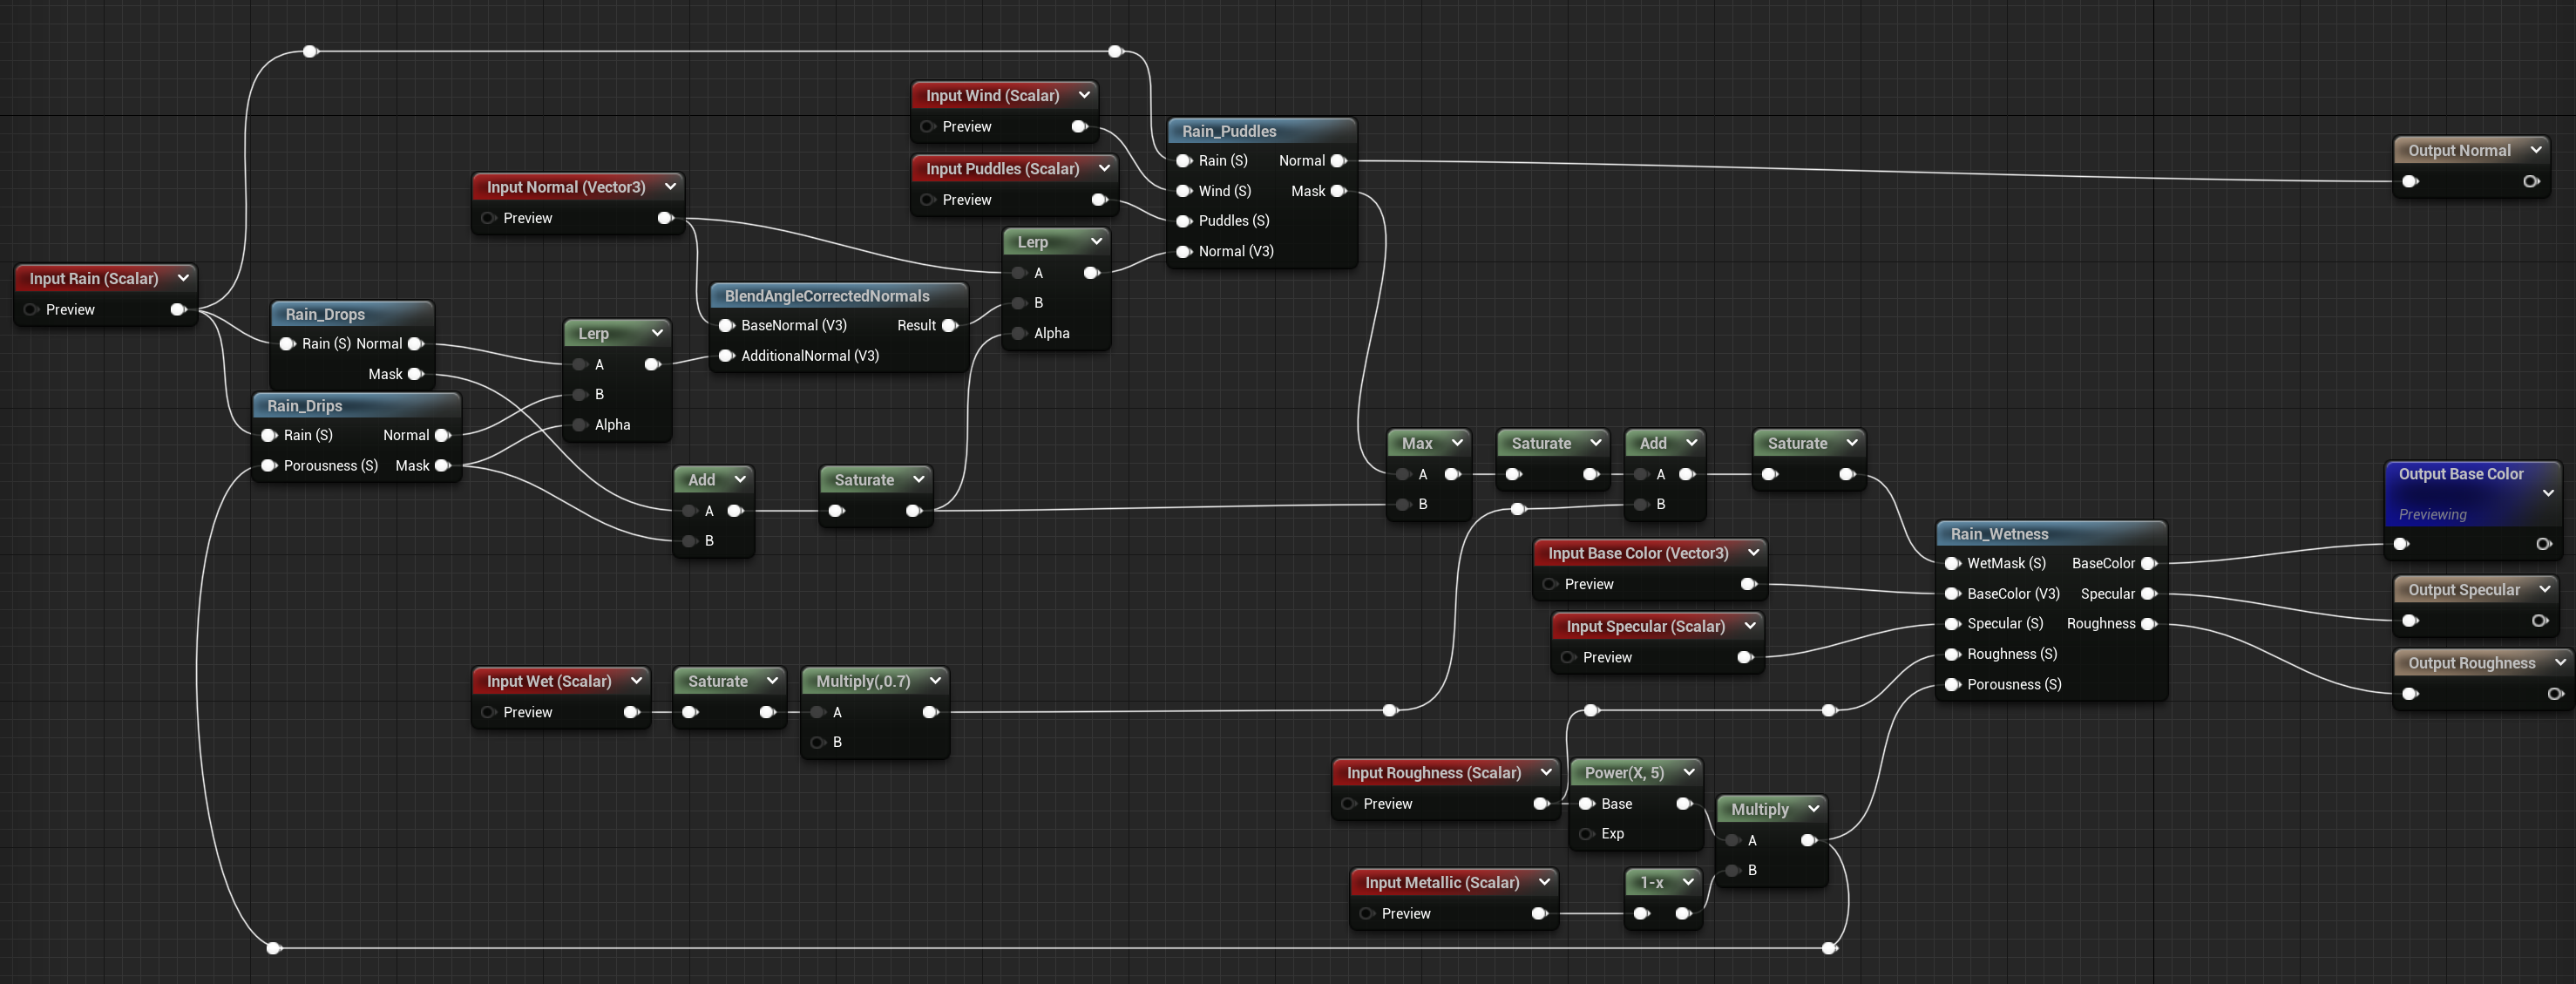 Input Rain (Scalar)
Preview
Rain_Drops
Rain (S) Normal
Mask
Rain_Drips
Rain (S) Normal
Porousness (S) Mask
Input Normal (Vector3)
Preview
Lerp
A
B
Alpha
BlendAngleCorrectedNormals
BaseNormal (V3) Result
AdditionalNormal (V3)
Add
A
B
Saturate
Input Wind (Scalar)
Preview
Input Puddles (Scalar)
Preview
Lerp
A
B
Alpha
Rain_Puddles
Rain (S) Normal
Wind (S) Mask
Puddles (S)
Normal (V3)
Input Wet (Scalar)
Preview
Saturate
Multiply(,0.7)
A
B
Max
A
B
Saturate
Add
A
B
Saturate
Input Base Color (Vector3)
Preview
Input Specular (Scalar)
Preview
Input Roughness (Scalar)
Preview
Power(X, 5)
Base
Exp
Input Metallic (Scalar)
Preview
1-x
Multiply
A
B
Rain_Wetness
WetMask (S) BaseColor
BaseColor (V3) Specular
Specular (S) Roughness
Roughness (S)
Porousness (S)
Output Normal
Output Base Color
Previewing
Output Specular
Output Roughness